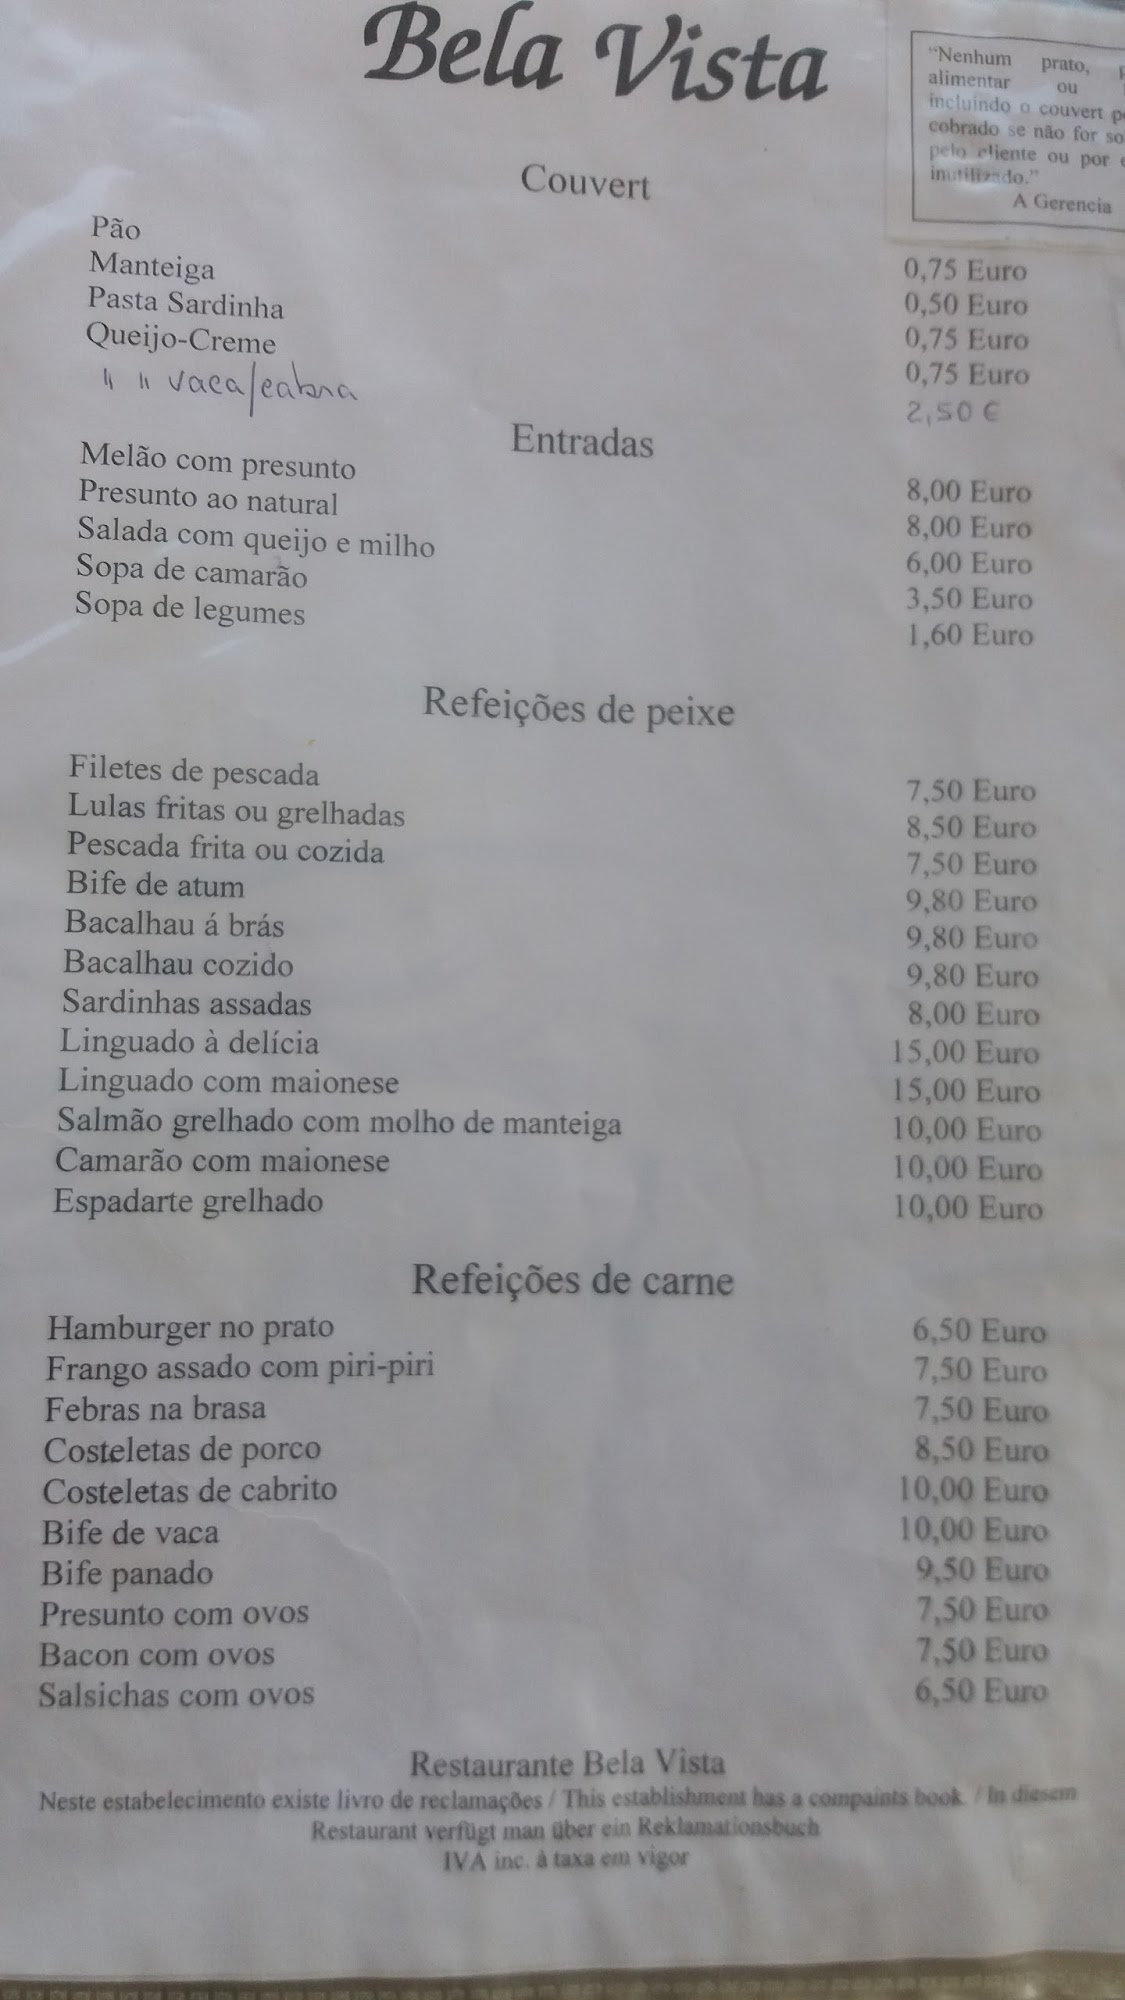 Bela Vista
"Nenhum prato,
alimentar ou
incluindo o couvert
cobrado se não for
pelo cliente ou por
inutilizado."
A Gerencia
Couvert
Pão 0,75 Euro
Manteiga 0,50 Euro
Pasta Sardinha 0,75 Euro
Queijo-Creme 0,75 Euro
" " vaca/cabra 2,50 €
Entradas
Melão com presunto 8,00 Euro
Presunto ao natural 8,00 Euro
Salada com queijo e milho 6,00 Euro
Sopa de camarão 3,50 Euro
Sopa de legumes 1,60 Euro
Refeições de peixe
Filetes de pescada 7,50 Euro
Lulas fritas ou grelhadas 8,50 Euro
Pescada frita ou cozida 7,50 Euro
Bife de atum 9,80 Euro
Bacalhau á brás 9,80 Euro
Bacalhau cozido 9,80 Euro
Sardinhas assadas 8,00 Euro
Linguado à delícia 15,00 Euro
Linguado com maionese 15,00 Euro
Salmão grelhado com molho de manteiga 10,00 Euro
Camarão com maionese 10,00 Euro
Espadarte grelhado 10,00 Euro
Refeições de carne
Hamburger no prato 6,50 Euro
Frango assado com piri-piri 7,50 Euro
Febras na brasa 7,50 Euro
Costeletas de porco 8,50 Euro
Costeletas de cabrito 10,00 Euro
Bife de vaca 10,00 Euro
Bife panado 9,50 Euro
Presunto com ovos 7,50 Euro
Bacon com ovos 7,50 Euro
Salsichas com ovos 6,50 Euro
Restaurante Bela Vista
Neste estabelecimento existe livro de reclamações / This establishment has a compaints book / In diesem
Restaurant verfügt man über ein Reklamationsbuch
IVA inc. à taxa em vigor